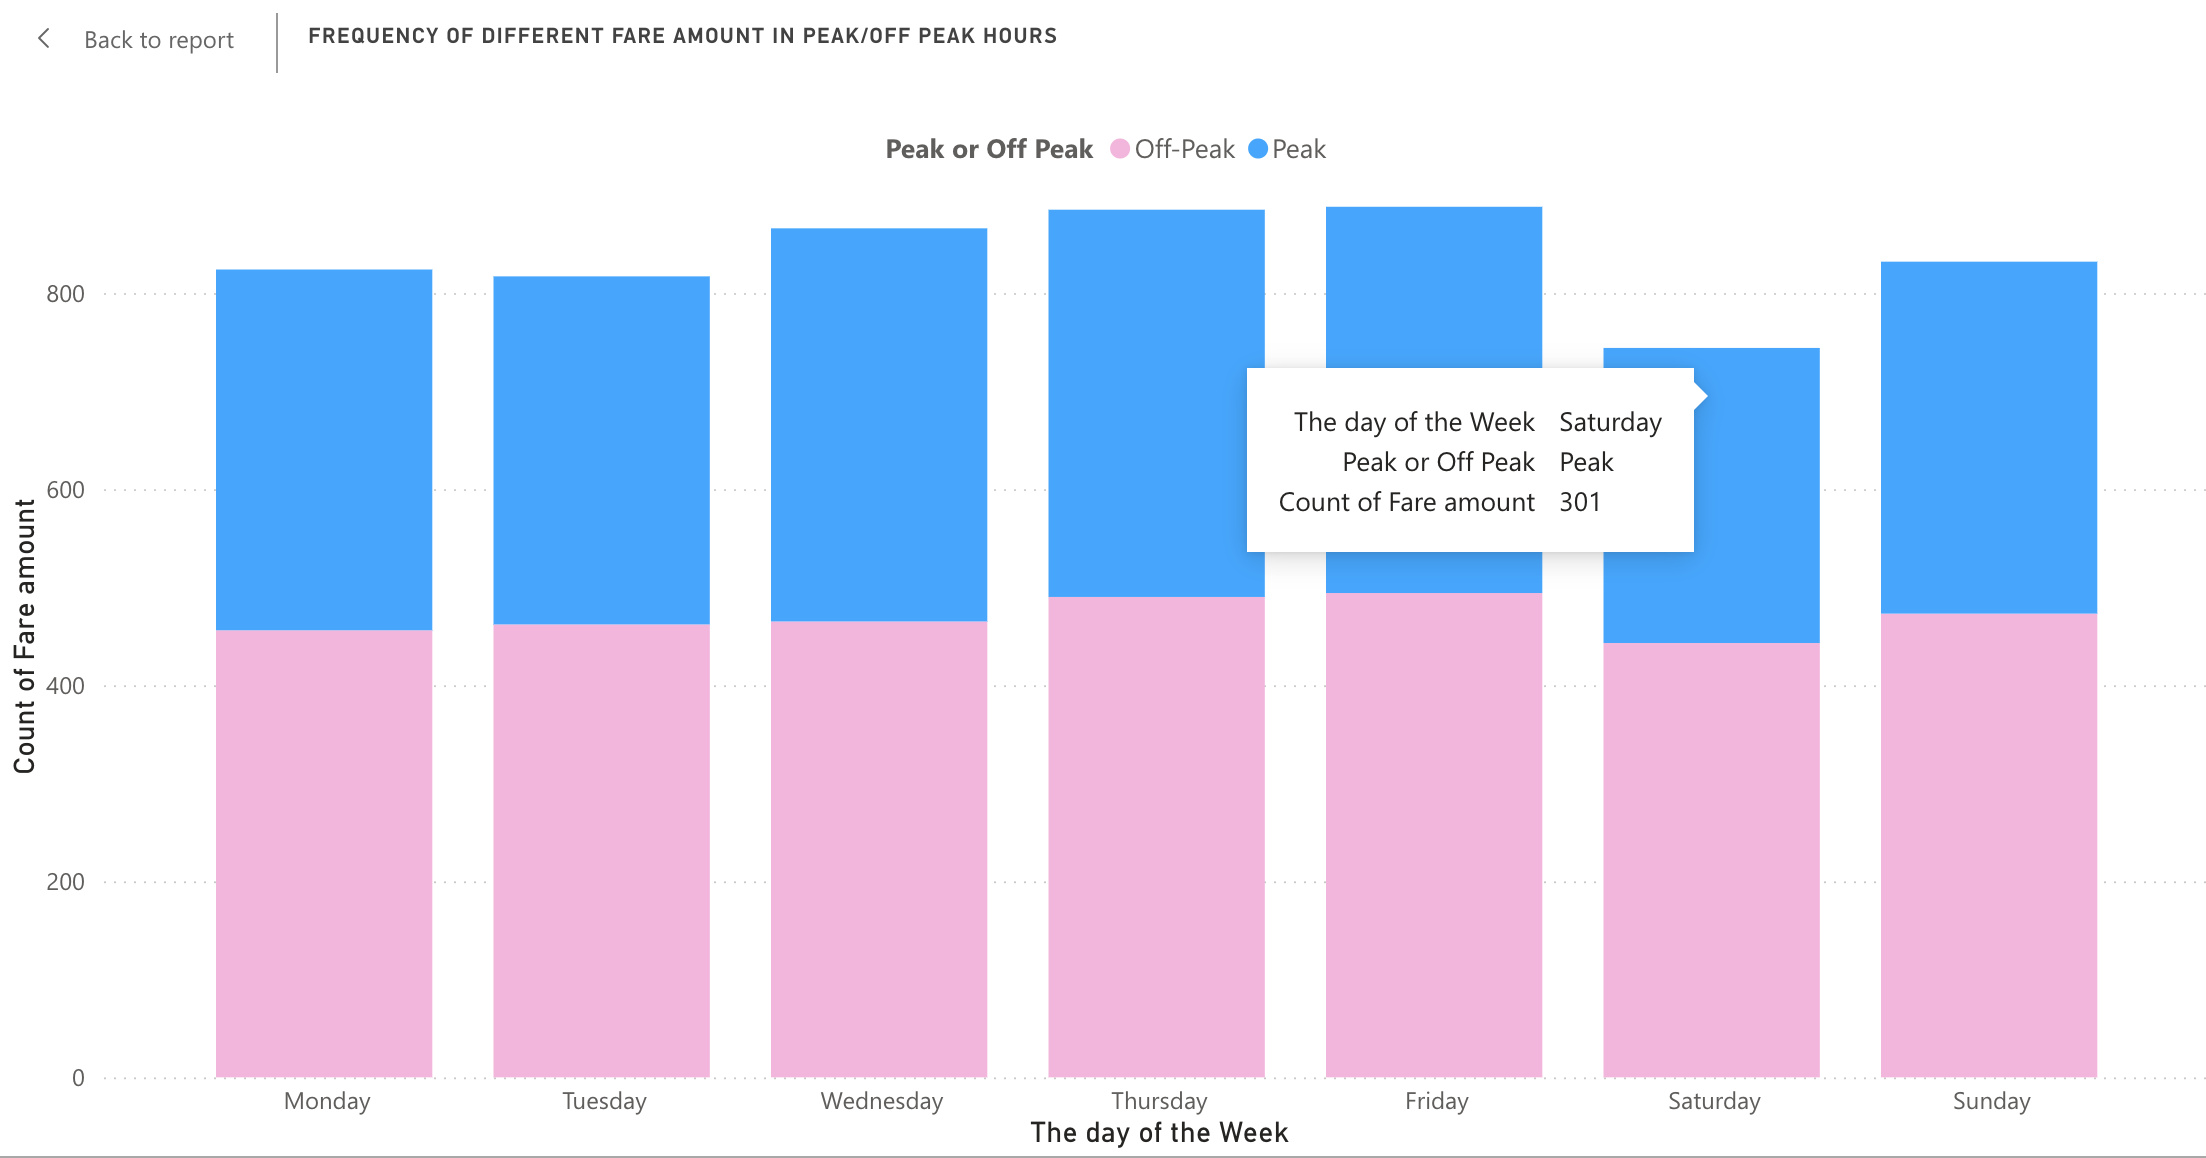 Back to report
FREQUENCY OF DIFFERENT FARE AMOUNT IN PEAK/OFF PEAK HOURS
Peak or Off Peak Off-Peak Peak
800
600
400
200
0
Count of Fare amount
The day of the Week Saturday
Peak or Off Peak Peak
Count of Fare amount 301
Monday Tuesday Wednesday Thursday Friday Saturday Sunday
The day of the Week